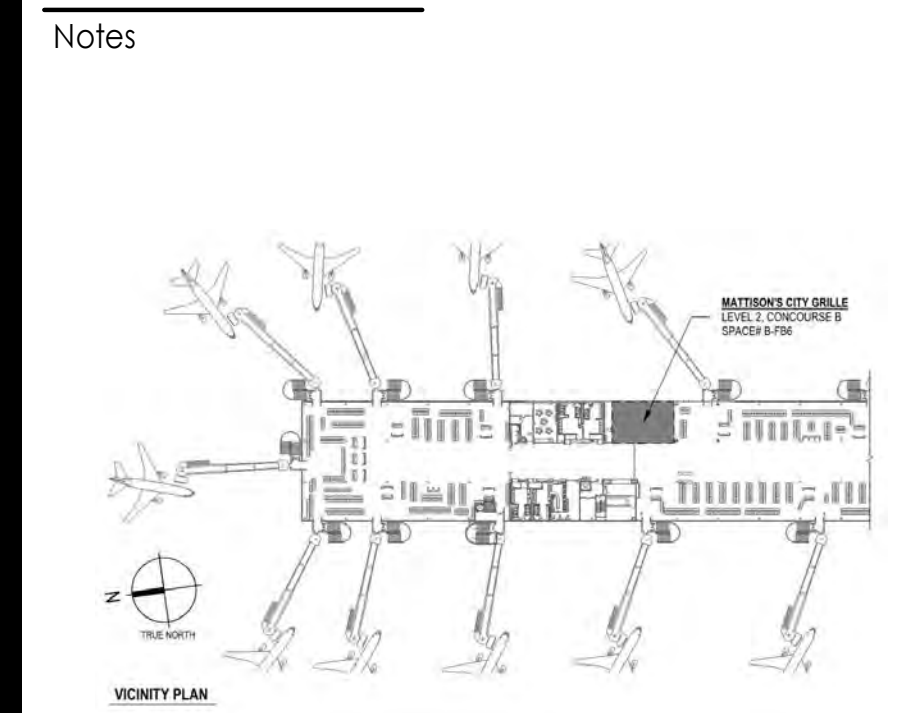 Notes
MATTISON'S CITY GRILLE
LEVEL 2, CONCOURSE B
SPACE# B-FB6
N
TRUE NORTH
VICINITY PLAN